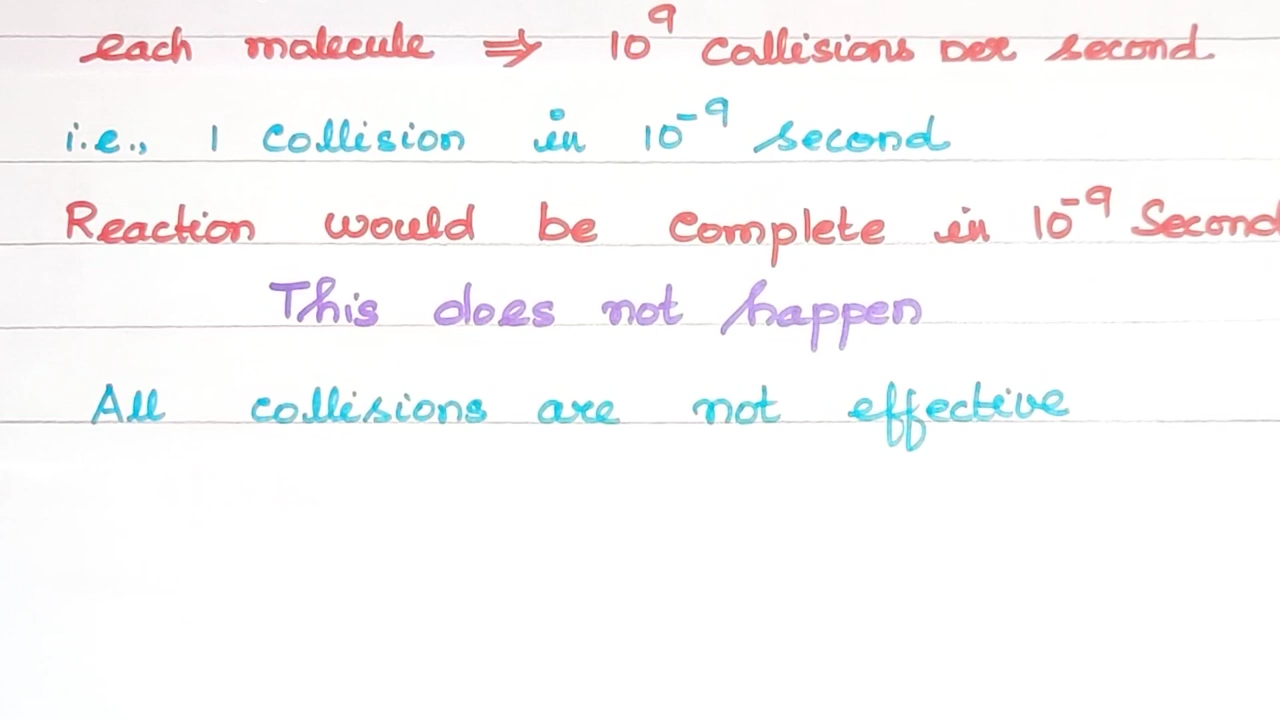 each molecule ⇒ 10⁹ collisions per second
i.e., 1 collision in 10⁻⁹ second
Reaction would be complete in 10⁻⁹ Second
This does not happen
All collisions are not effective